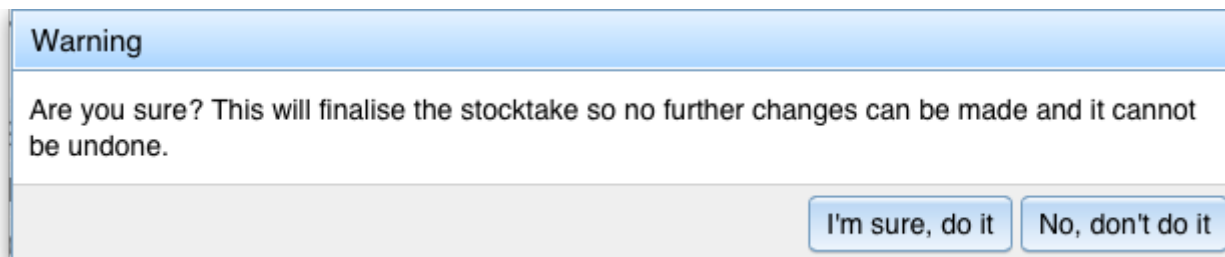 Warning
Are you sure? This will finalise the stocktake so no further changes can be made and it cannot
be undone.
I'm sure, do it No, don't do it